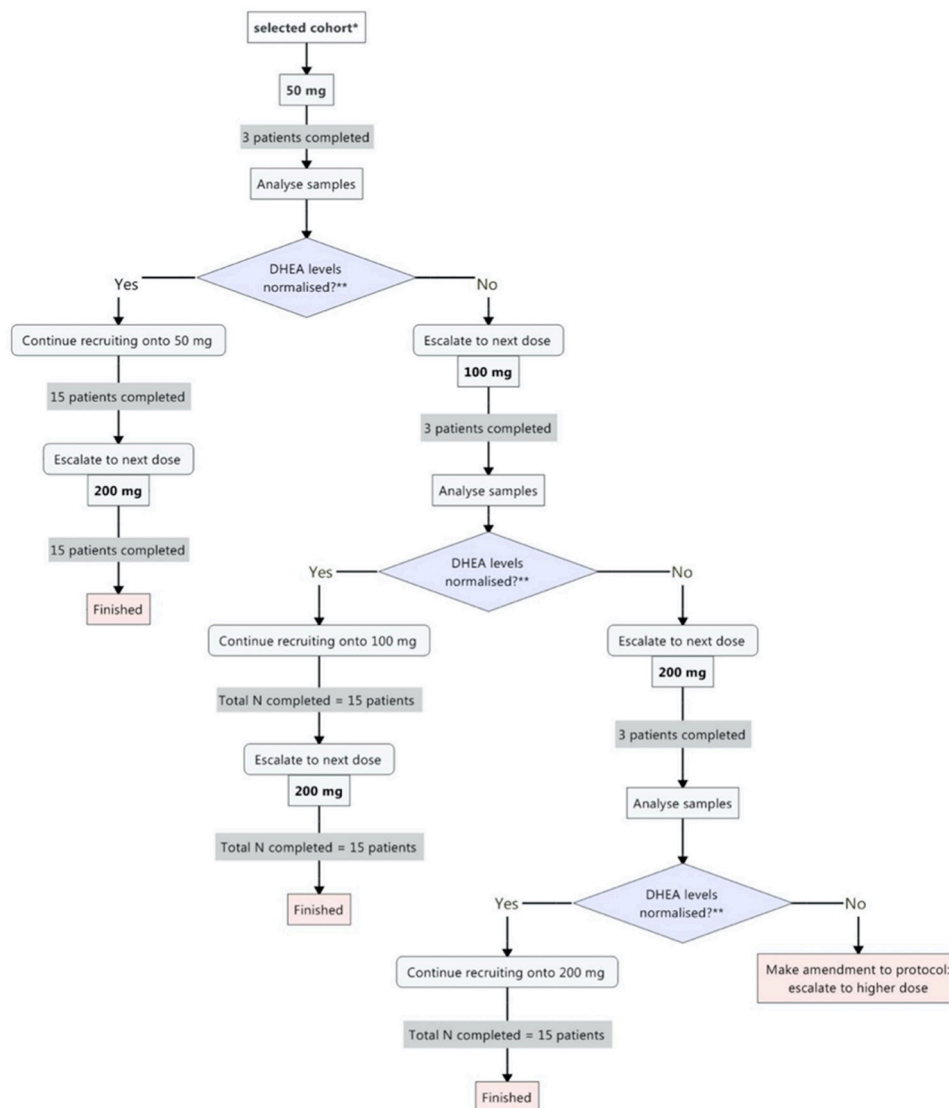 selected cohort*
50 mg
3 patients completed
Analyse samples
DHEA levels
normalised?**
Yes
No
Continue recruiting onto 50 mg
15 patients completed
Escalate to next dose
200 mg
15 patients completed
Finished
Escalate to next dose
100 mg
3 patients completed
Analyse samples
DHEA levels
normalised?**
Yes
No
Continue recruiting onto 100 mg
Total N completed = 15 patients
Escalate to next dose
200 mg
Total N completed = 15 patients
Finished
Escalate to next dose
200 mg
3 patients completed
Analyse samples
DHEA levels
normalised?**
Yes
No
Continue recruiting onto 200 mg
Total N completed = 15 patients
Finished
Make amendment to protocol:
escalate to higher dose